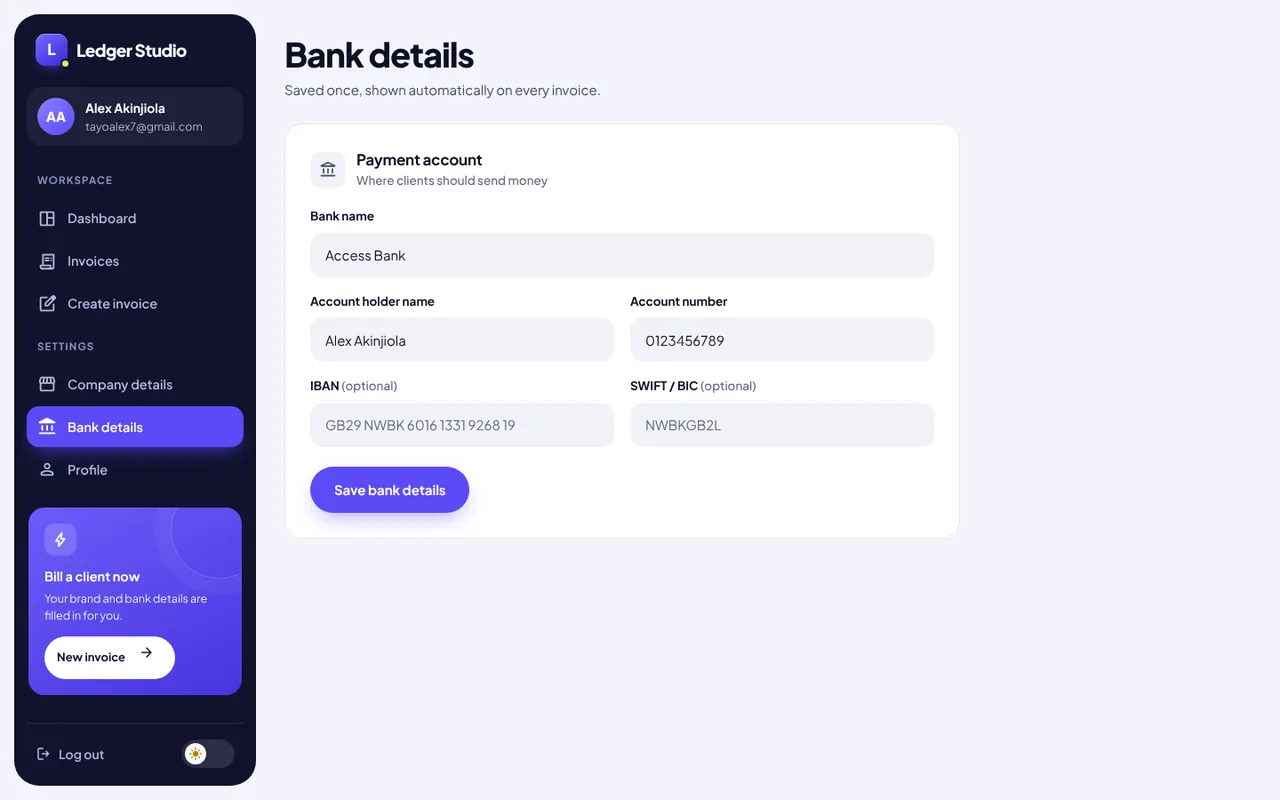 L Ledger Studio
AA
Alex Akinjiola
tayoalex7@gmail.com
WORKSPACE
Dashboard
Invoices
Create invoice
SETTINGS
Company details
Bank details
Profile
Bill a client now
Your brand and bank details are
filled in for you.
New invoice
Log out
Bank details
Saved once, shown automatically on every invoice.
Payment account
Where clients should send money
Bank name
Access Bank
Account holder name
Account number
Alex Akinjiola
0123456789
IBAN (optional)
SWIFT / BIC (optional)
GB29 NWBK 6016 1331 9268 19
NWBKGB2L
Save bank details